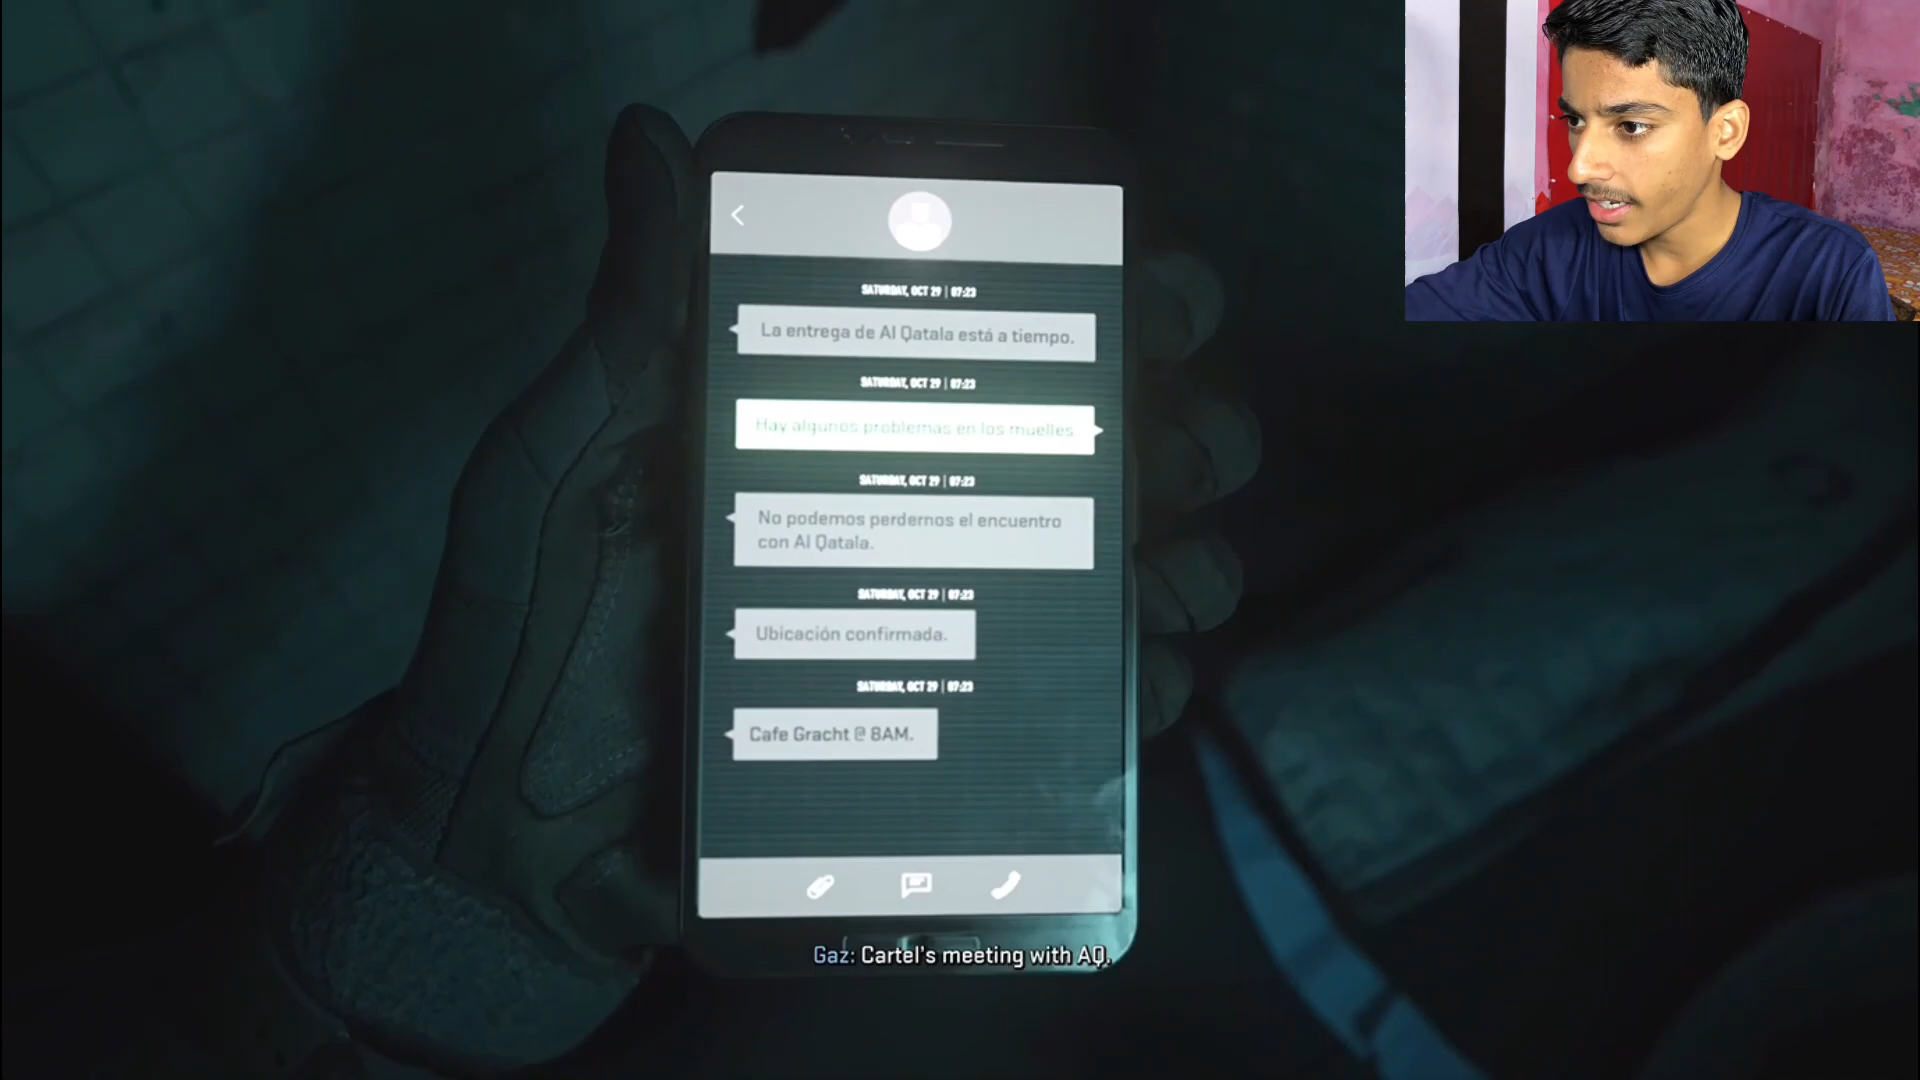 SATURDAY, OCT 29 | 07:23
La entrega de Al Qatala está a tiempo.
SATURDAY, OCT 29 | 07:23
Hay algunos problemas en los muelles.
SATURDAY, OCT 29 | 07:23
No podemos perdernos el encuentro
con Al Qatala.
SATURDAY, OCT 29 | 07:23
Ubicación confirmada.
SATURDAY, OCT 29 | 07:23
Cafe Gracht @ 8AM.
Gaz: Cartel's meeting with AQ.